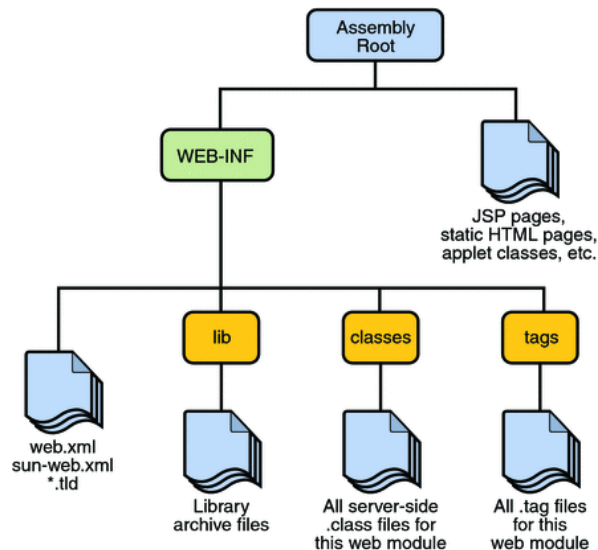 Assembly
Root
WEB-INF
JSP pages,
static HTML pages,
applet classes, etc.
lib
classes
tags
web.xml
sun-web.xml
*.tld
Library
archive files
All server-side
.class files for
this web module
All .tag files
for this
web module